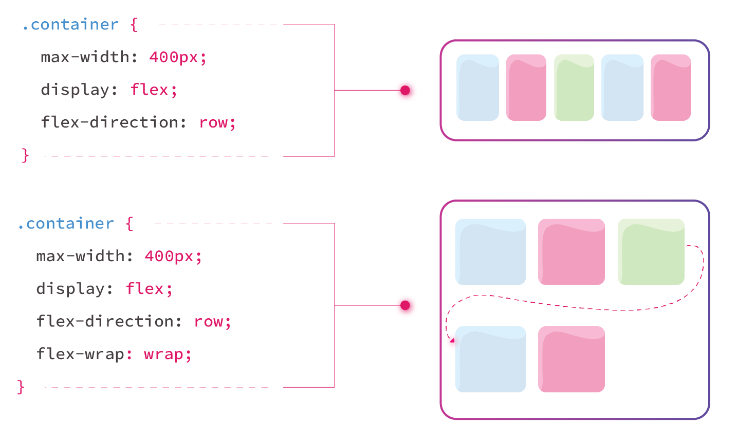 .container {
max-width: 400px;
display: flex;
flex-direction: row;
}
.container {
max-width: 400px;
display: flex;
flex-direction: row;
flex-wrap: wrap;
}